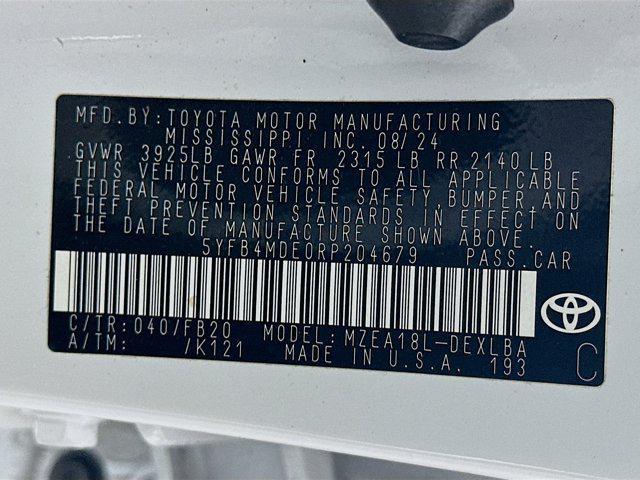 MFD.BY:TOYOTA MOTOR MANUFACTURING
MISSISSIPPI, INC. 08/24
GVWR 3925LB GAWR FR 2315 LB RR 2140 LB
THIS VEHICLE CONFORMS TO ALL APPLICABLE
FEDERAL MOTOR VEHICLE SAFETY, BUMPER, AND
THEFT PREVENTION STANDARDS IN EFFECT ON
THE DATE OF MANUFACTURE SHOWN ABOVE.
5YFB4MDE0RP204679 PASS.CAR
C/TR:040/FB20 MODEL:MZEA18L-DEXLBA
A/TM: /K121 MADE IN U.S.A. 193
C